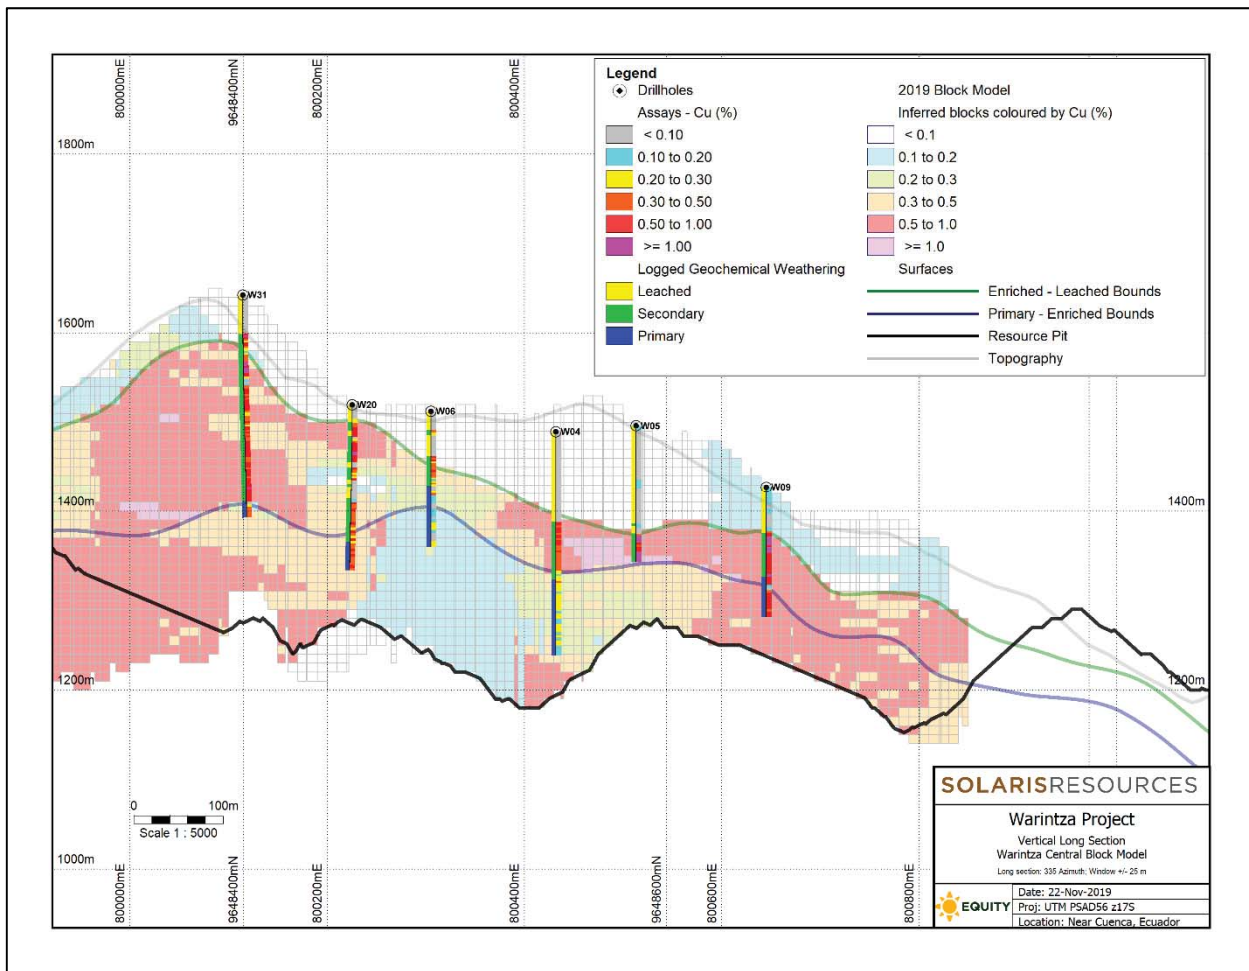 800000mE
9648400mN
800200mE
800400mE
Legend
Drillholes
2019 Block Model
Assays - Cu (%)
Inferred blocks coloured by Cu (%)
< 0.10
< 0.1
0.10 to 0.20
0.1 to 0.2
0.20 to 0.30
0.2 to 0.3
0.30 to 0.50
0.3 to 0.5
0.50 to 1.00
0.5 to 1.0
>= 1.00
>= 1.0
Logged Geochemical Weathering
Surfaces
Leached
Enriched - Leached Bounds
Secondary
Primary - Enriched Bounds
Primary
Resource Pit
Topography
1800m
1600m
W31
W20
W06
W04
W05
W09
1400m
1400m
1200m
1200m
1000m
0 100m
Scale 1 : 5000
800000mE
9648400mN
800200mE
800400mE
9648600mN
800600mE
800800mE
SOLARISRESOURCES
Warintza Project
Vertical Long Section
Warintza Central Block Model
Long section: 335 Azimuth; Window +/- 25 m
EQUITY
Date: 22-Nov-2019
Proj: UTM PSAD56 z17S
Location: Near Cuenca, Ecuador